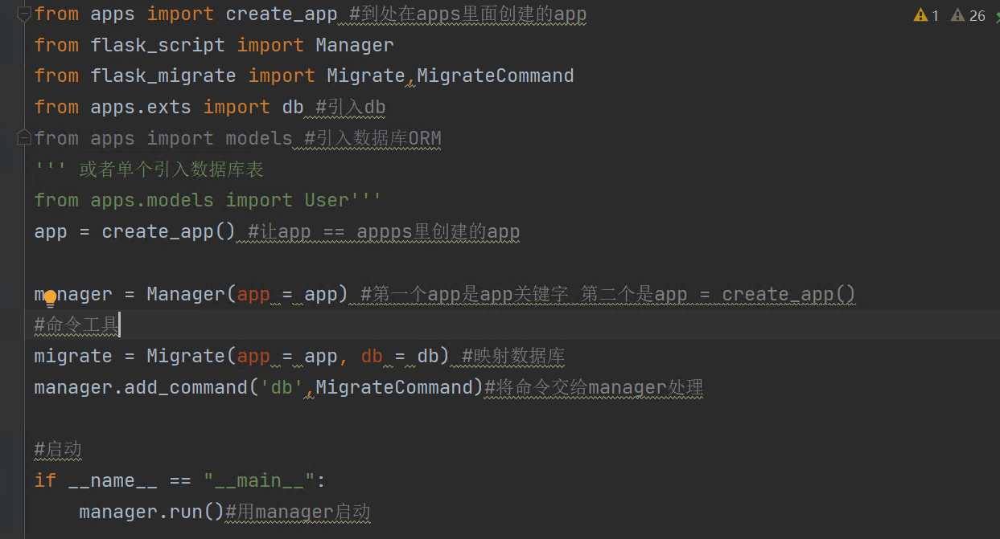 from apps import create_app #到处在apps里面创建的app
1 26
from flask_script import Manager
from flask_migrate import Migrate,MigrateCommand
from apps.exts import db #引入db
from apps import models #引入数据库ORM
''' 或者单个引入数据库表
from apps.models import User'''
app = create_app() #让app == appps里创建的app
manager = Manager(app = app) #第一个app是app关键字 第二个是app = create_app()
#命令工具
migrate = Migrate(app = app, db = db) #映射数据库
manager.add_command('db',MigrateCommand)#将命令交给manager处理
#启动
if __name__ == "__main__":
    manager.run()#用manager启动